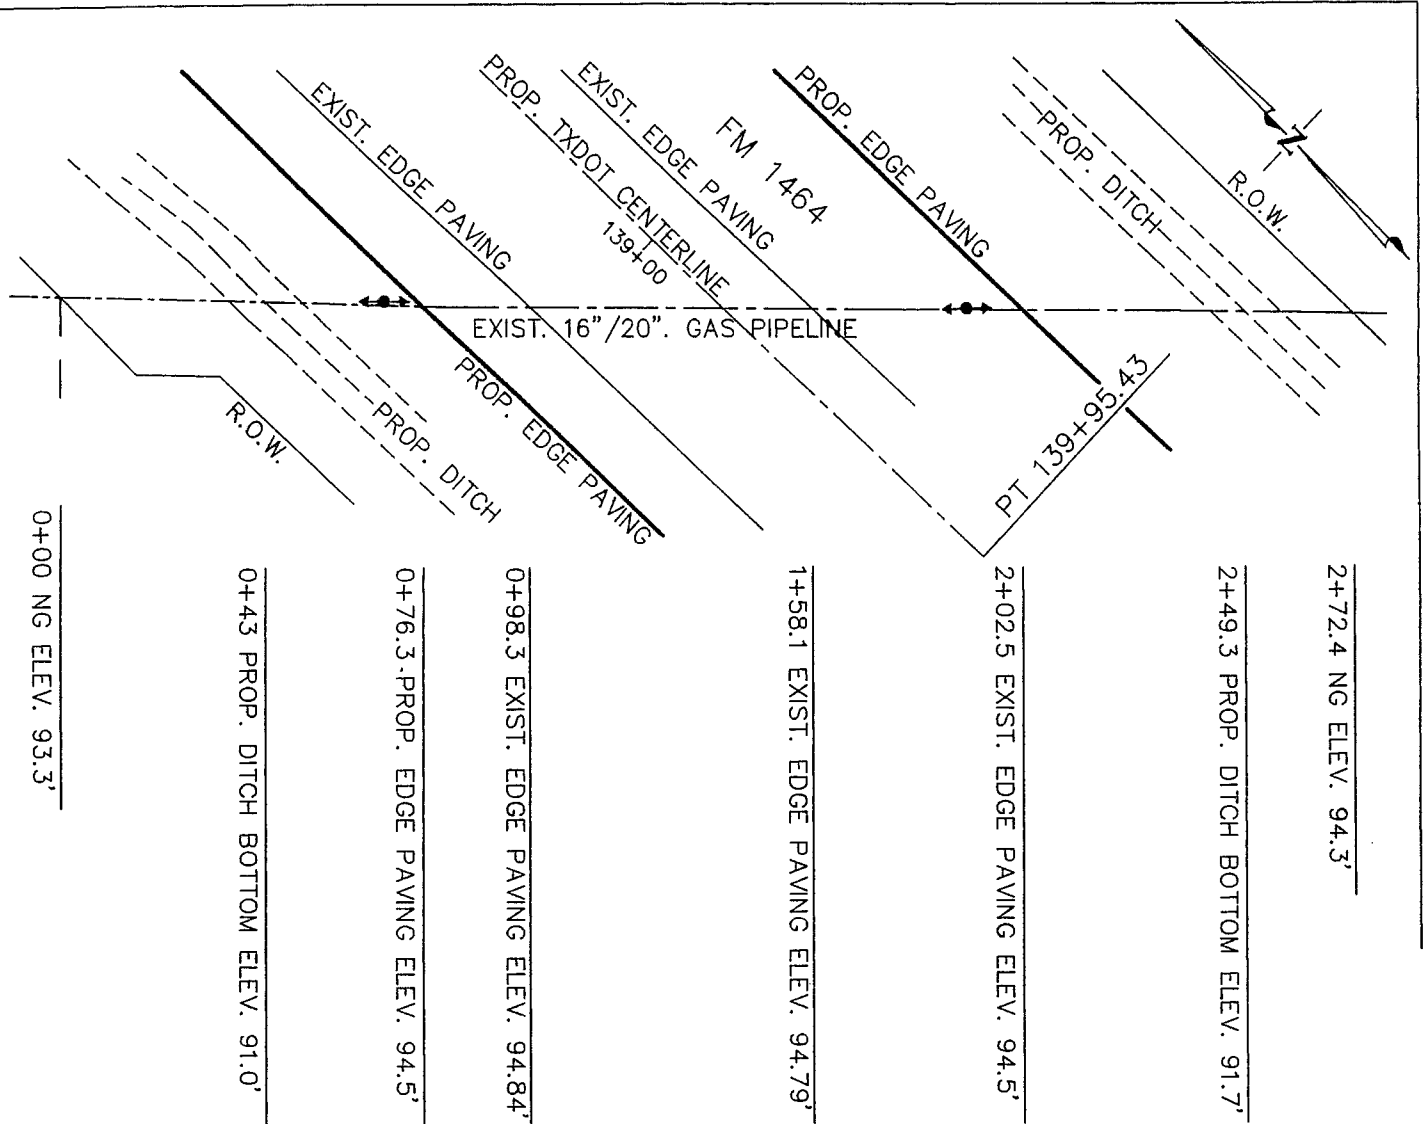 PROP. TXDOT CENTERLINE
139+00
EXIST. EDGE PAVING
EXIST. EDGE PAVING
FM 1464
PROP. EDGE PAVING
PROP. DITCH
R.O.W.
N
EXIST. 16"/20". GAS PIPELINE
PROP. EDGE PAVING
PROP. DITCH
R.O.W.
PT 139+95.43
0+00 NG ELEV. 93.3'
0+43 PROP. DITCH BOTTOM ELEV. 91.0'
0+76.3 PROP. EDGE PAVING ELEV. 94.5'
0+98.3 EXIST. EDGE PAVING ELEV. 94.84'
1+58.1 EXIST. EDGE PAVING ELEV. 94.79'
2+02.5 EXIST. EDGE PAVING ELEV. 94.5'
2+49.3 PROP. DITCH BOTTOM ELEV. 91.7'
2+72.4 NG ELEV. 94.3'